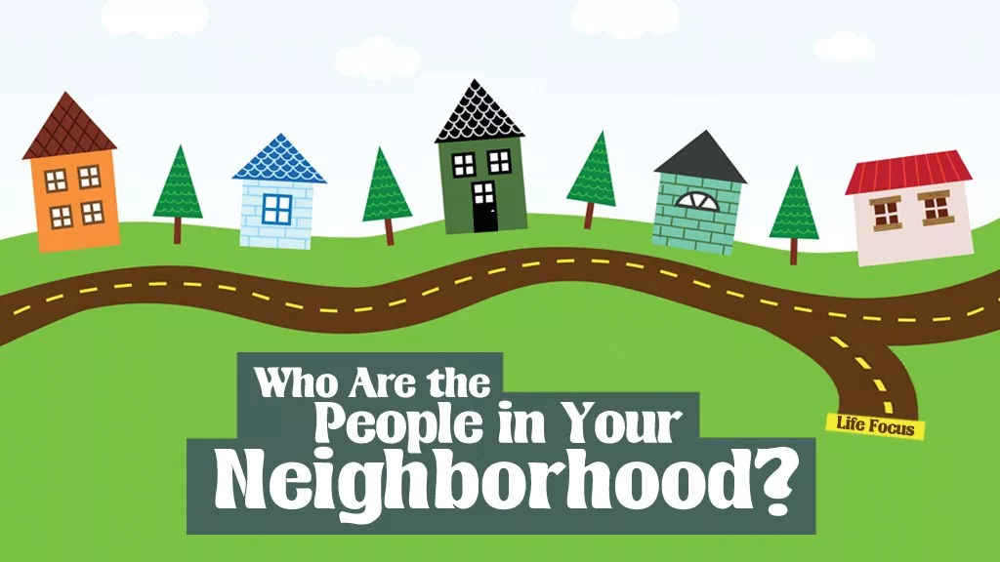 Who Are the
People in Your
Neighborhood?
Life Focus